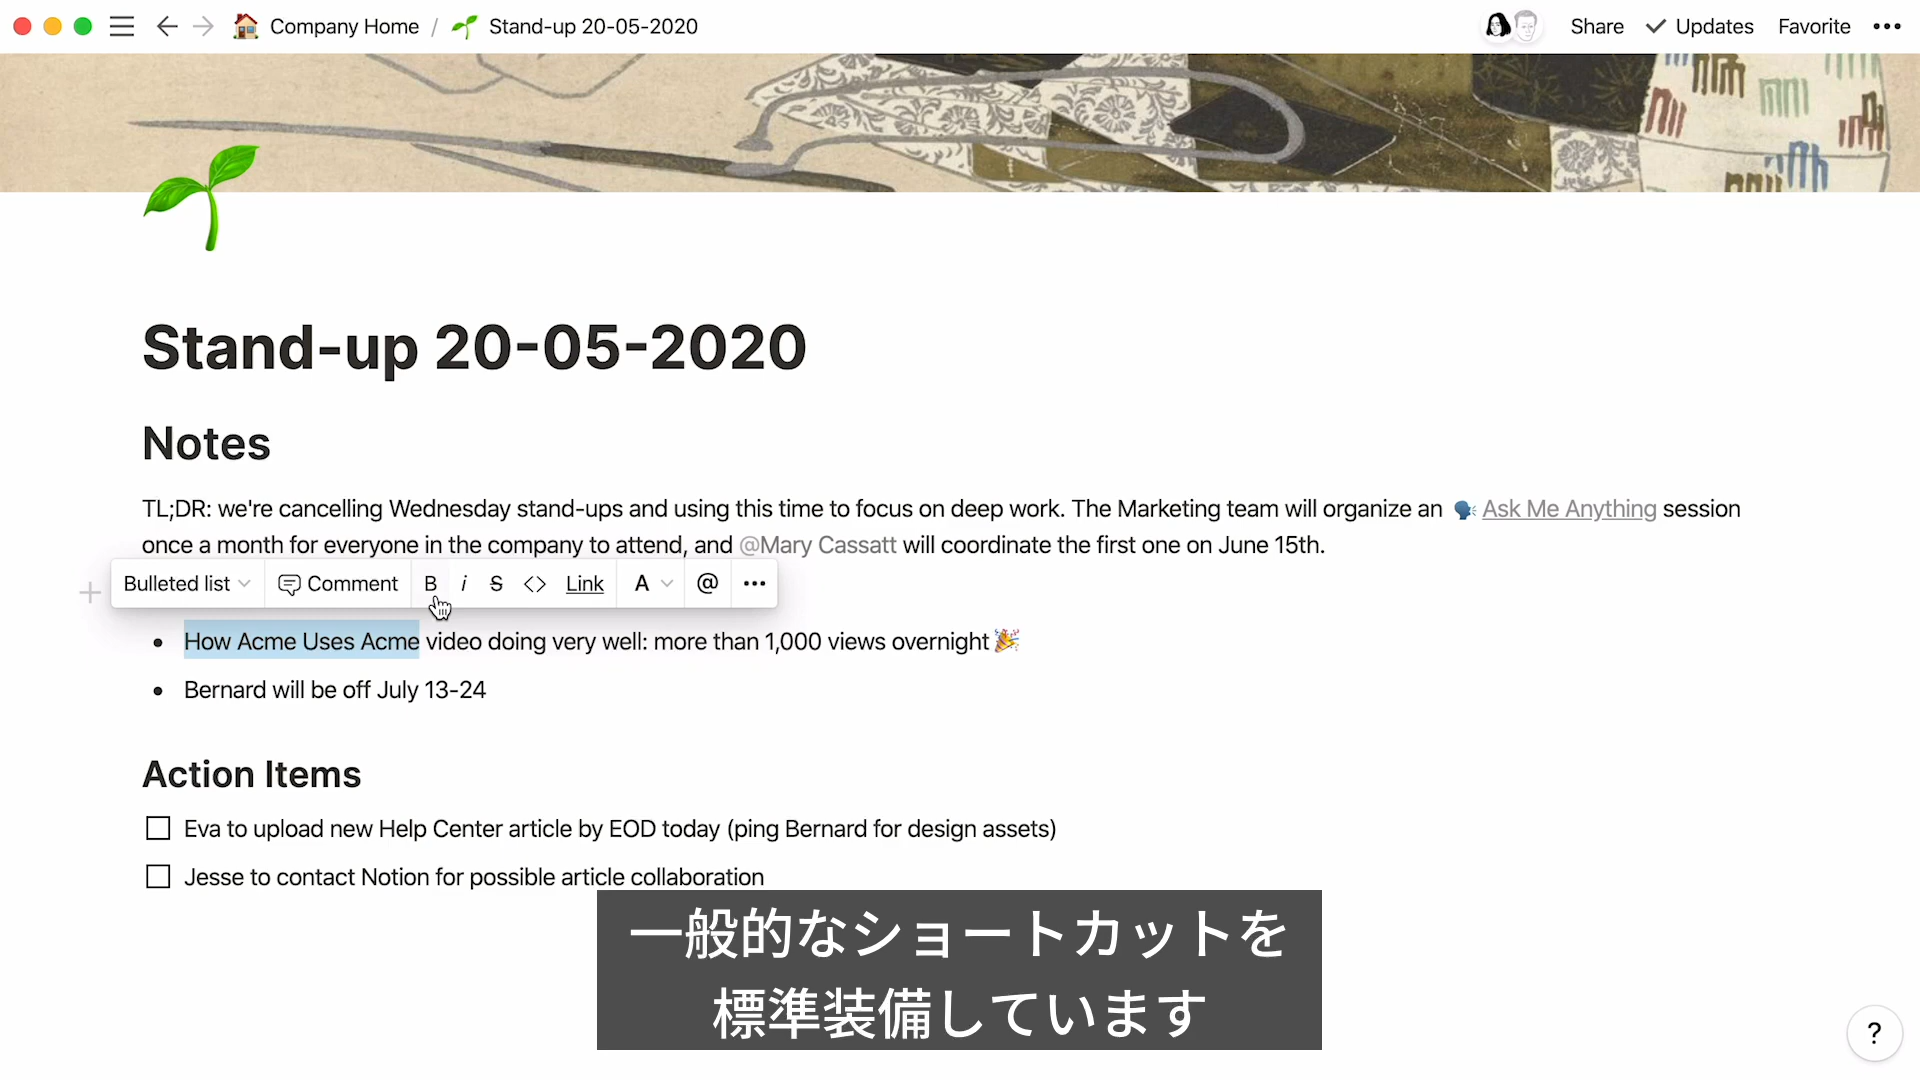 Company Home / Stand-up 20-05-2020 Share Updates Favorite •••
Stand-up 20-05-2020
Notes
TL;DR: we're cancelling Wednesday stand-ups and using this time to focus on deep work. The Marketing team will organize an Ask Me Anything session
once a month for everyone in the company to attend, and @Mary Cassatt will coordinate the first one on June 15th.
Bulleted list Comment B i S <> Link A @ •••
• How Acme Uses Acme video doing very well: more than 1,000 views overnight 🎉
• Bernard will be off July 13-24
Action Items
Eva to upload new Help Center article by EOD today (ping Bernard for design assets)
Jesse to contact Notion for possible article collaboration
一般的なショートカットを
標準装備しています
?